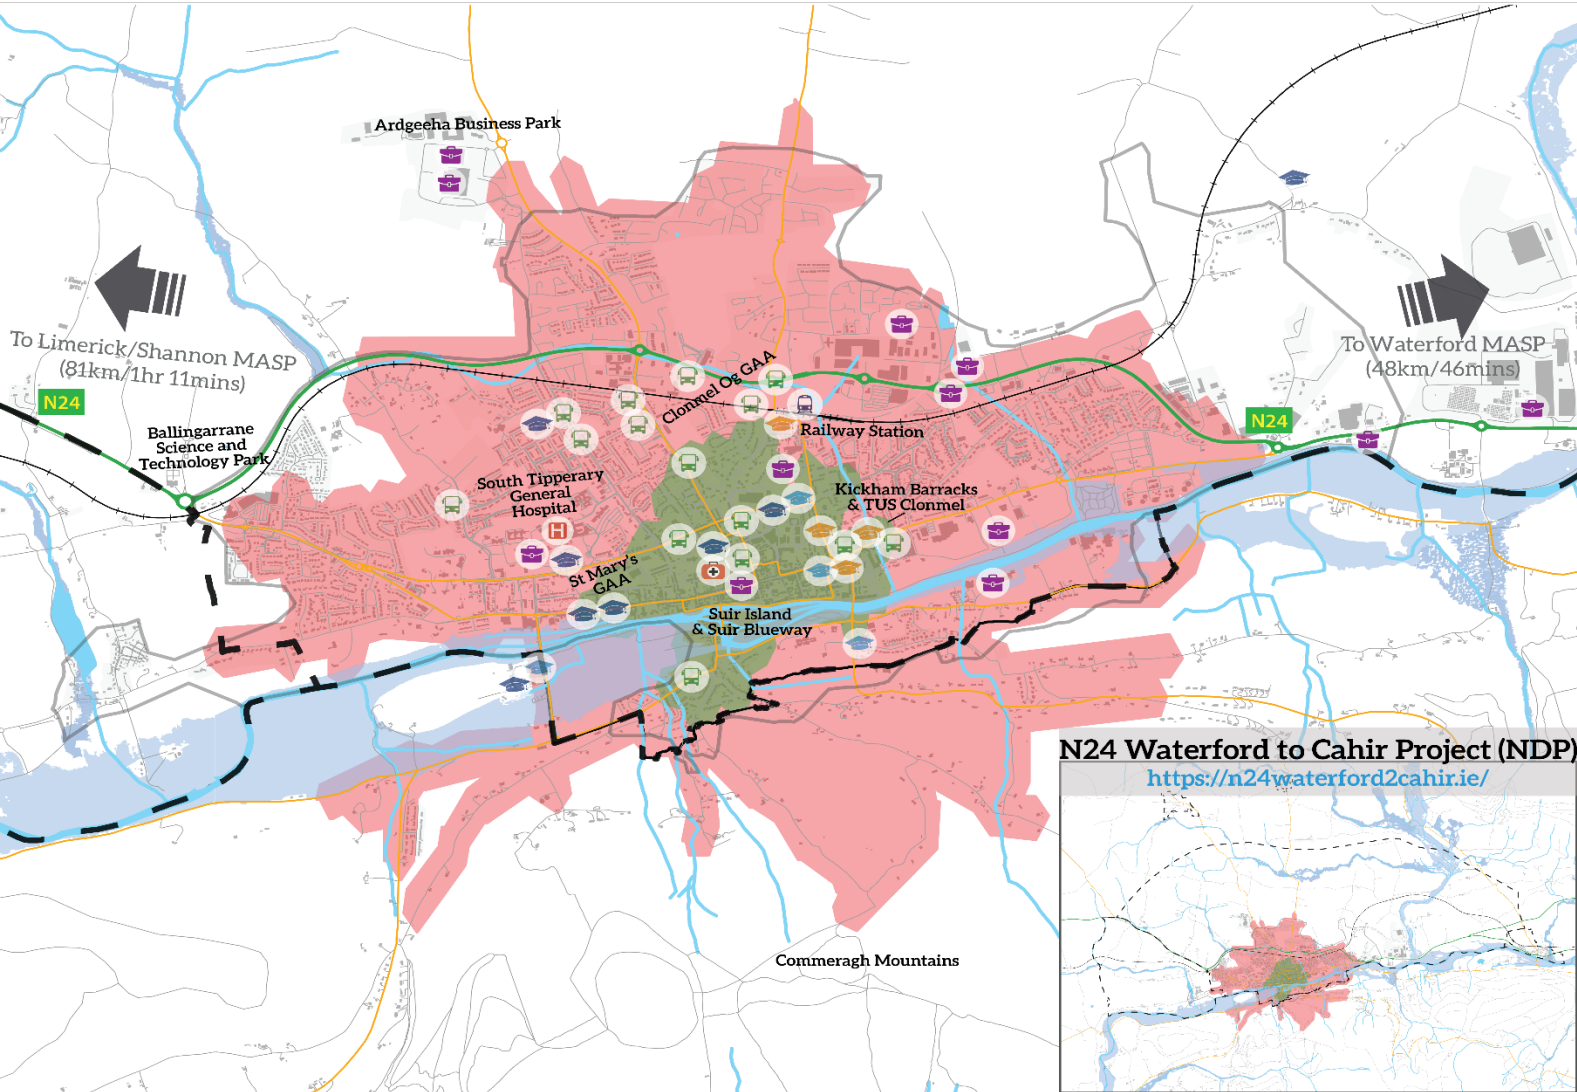 Ardgeeha Business Park
To Limerick/Shannon MASP
(81km/1hr 11mins)
N24
Ballingarrane
Science and
Technology Park
Clonmel Og GAA
Railway Station
To Waterford MASP
(48km/46mins)
N24
South Tipperary
General
Hospital
H
Kickham Barracks
& TUS Clonmel
St Mary's
GAA
Suir Island
& Suir Blueway
Commeragh Mountains
N24 Waterford to Cahir Project (NDP)
https://n24waterford2cahir.ie/